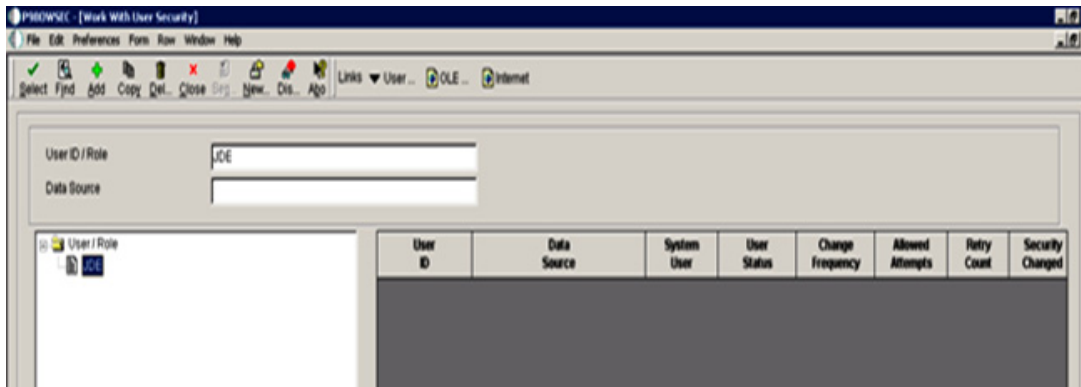 P98OWSEC - [Work With User Security]
File Edit Preferences Form Row Window Help
Select Find Add Copy Del... Close Seq... New... Dis... Abo Links User ... OLE ... Internet
User ID / Role JDE
Data Source
User / Role
JDE
User ID Data Source System User User Status Change Frequency Allowed Attempts Retry Count Security Changed